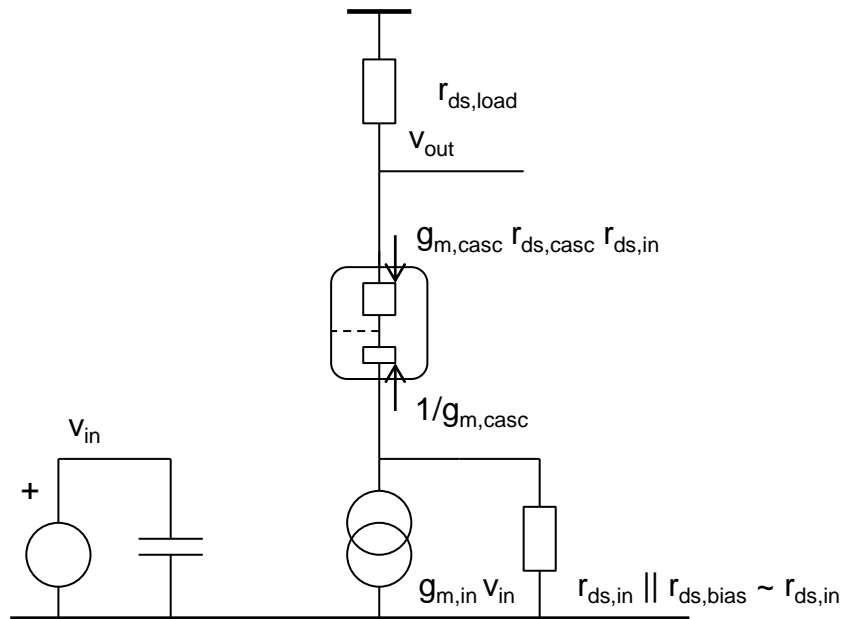 r_ds,load
v_out
g_m,casc r_ds,casc r_ds,in
1/g_m,casc
v_in
+
g_m,in v_in
r_ds,in || r_ds,bias ~ r_ds,in